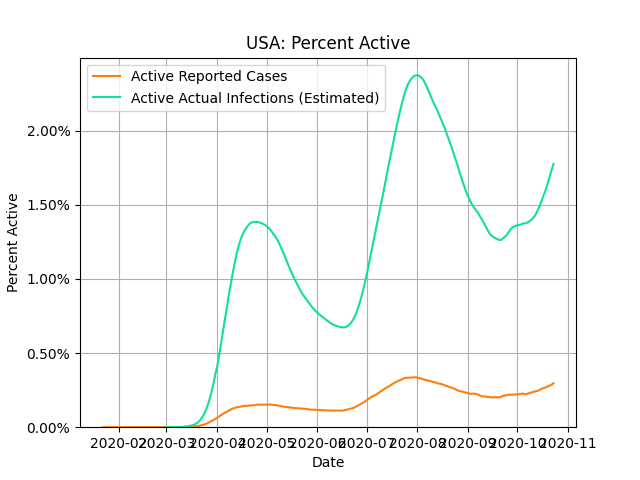 USA: Percent Active
Active Reported Cases
Active Actual Infections (Estimated)
Percent Active
2.00%
1.50%
1.00%
0.50%
0.00%
2020-02 2020-03 2020-04 2020-05 2020-06 2020-07 2020-08 2020-09 2020-10 2020-11
Date